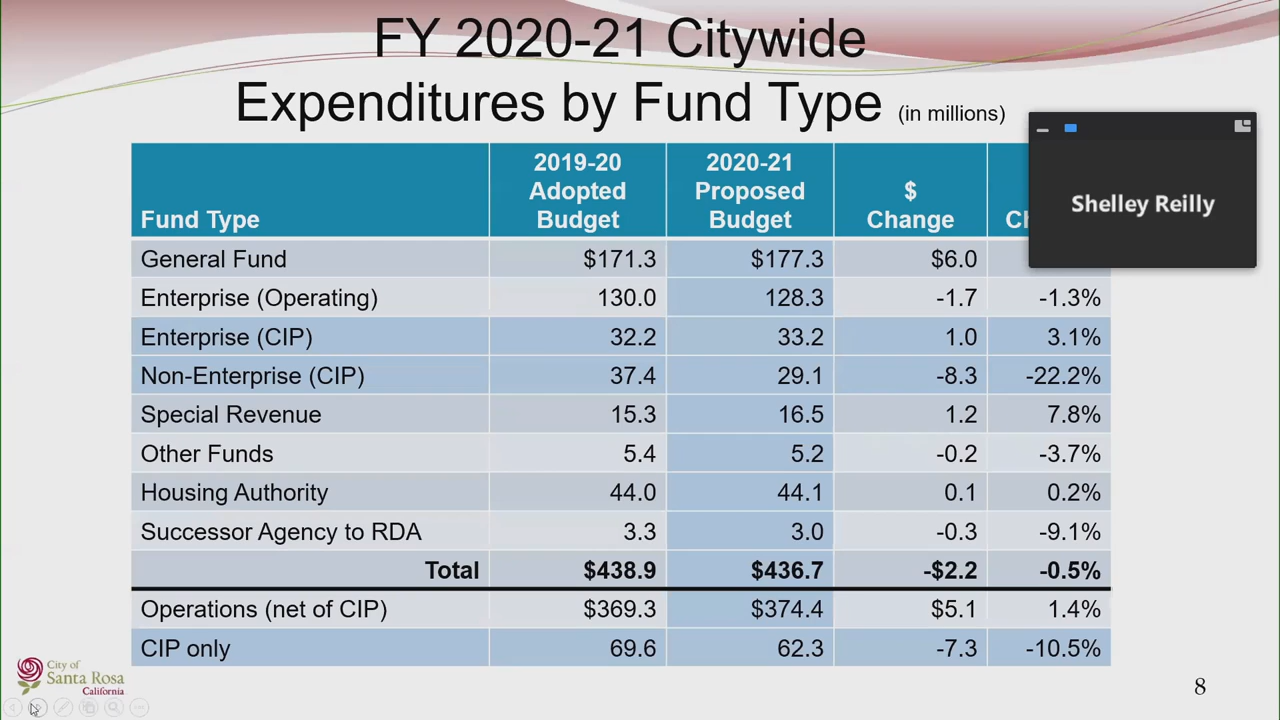 FY 2020-21 Citywide
Expenditures by Fund Type (in millions)
Shelley Reilly
Fund Type 2019-20 Adopted Budget 2020-21 Proposed Budget $ Change
General Fund $171.3 $177.3 $6.0
Enterprise (Operating) 130.0 128.3 -1.7 -1.3%
Enterprise (CIP) 32.2 33.2 1.0 3.1%
Non-Enterprise (CIP) 37.4 29.1 -8.3 -22.2%
Special Revenue 15.3 16.5 1.2 7.8%
Other Funds 5.4 5.2 -0.2 -3.7%
Housing Authority 44.0 44.1 0.1 0.2%
Successor Agency to RDA 3.3 3.0 -0.3 -9.1%
Total $438.9 $436.7 -$2.2 -0.5%
Operations (net of CIP) $369.3 $374.4 $5.1 1.4%
CIP only 69.6 62.3 -7.3 -10.5%
City of
Santa Rosa
California
8